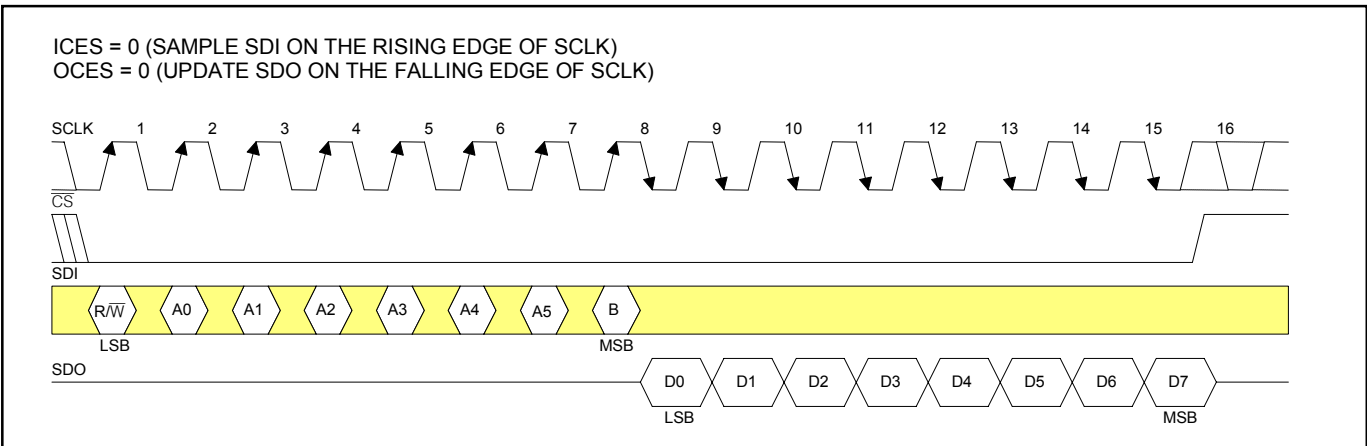 ICES = 0 (SAMPLE SDI ON THE RISING EDGE OF SCLK)
OCES = 0 (UPDATE SDO ON THE FALLING EDGE OF SCLK)
SCLK 1 2 3 4 5 6 7 8 9 10 11 12 13 14 15 16
C̅S̅
SDI
R/W̅ A0 A1 A2 A3 A4 A5 B
LSB MSB
SDO
D0 D1 D2 D3 D4 D5 D6 D7
LSB MSB